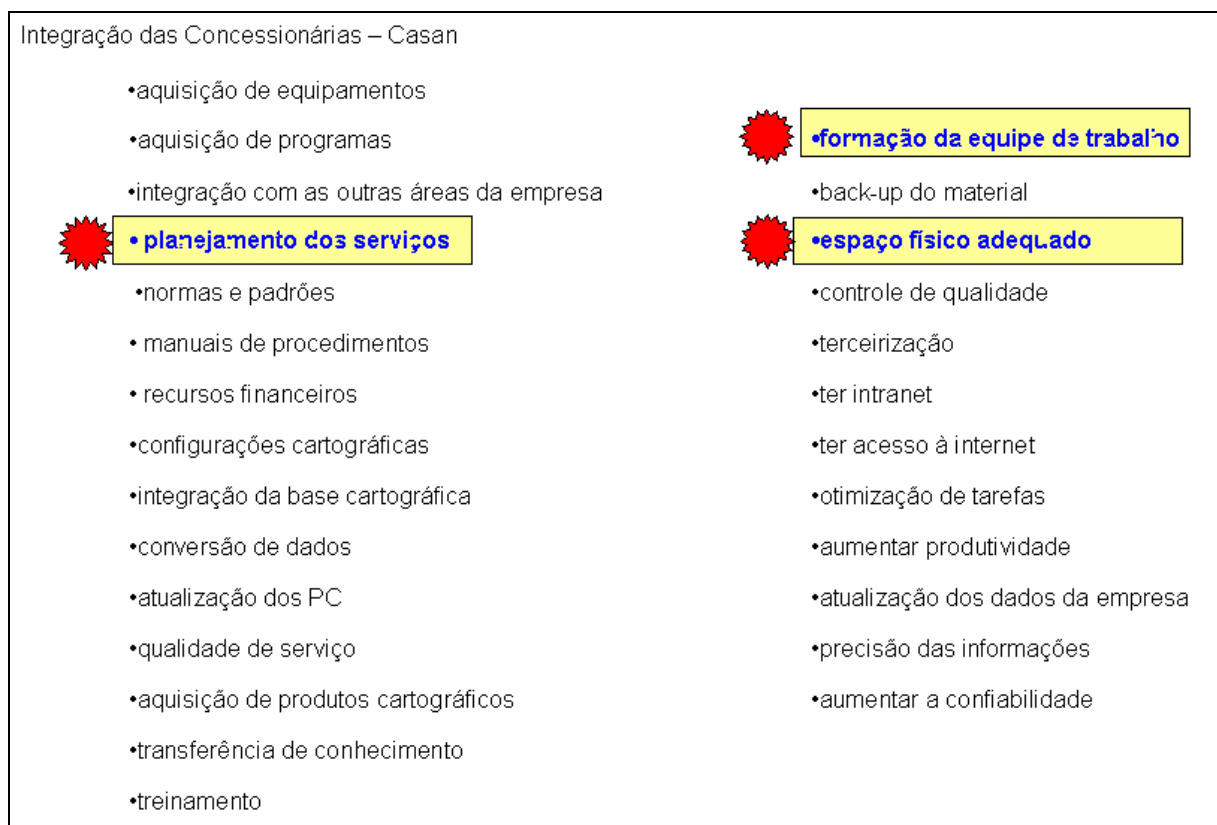 Integração das Concessionárias – Casan
•aquisição de equipamentos
•aquisição de programas
•integração com as outras áreas da empresa
• planejamento dos serviços
•normas e padrões
• manuais de procedimentos
• recursos financeiros
•configurações cartográficas
•integração da base cartográfica
•conversão de dados
•atualização dos PC
•qualidade de serviço
•aquisição de produtos cartográficos
•transferência de conhecimento
•treinamento
•formação da equipe de trabalho
•back-up do material
•espaço físico adequado
•controle de qualidade
•terceirização
•ter intranet
•ter acesso à internet
•otimização de tarefas
•aumentar produtividade
•atualização dos dados da empresa
•precisão das informações
•aumentar a confiabilidade